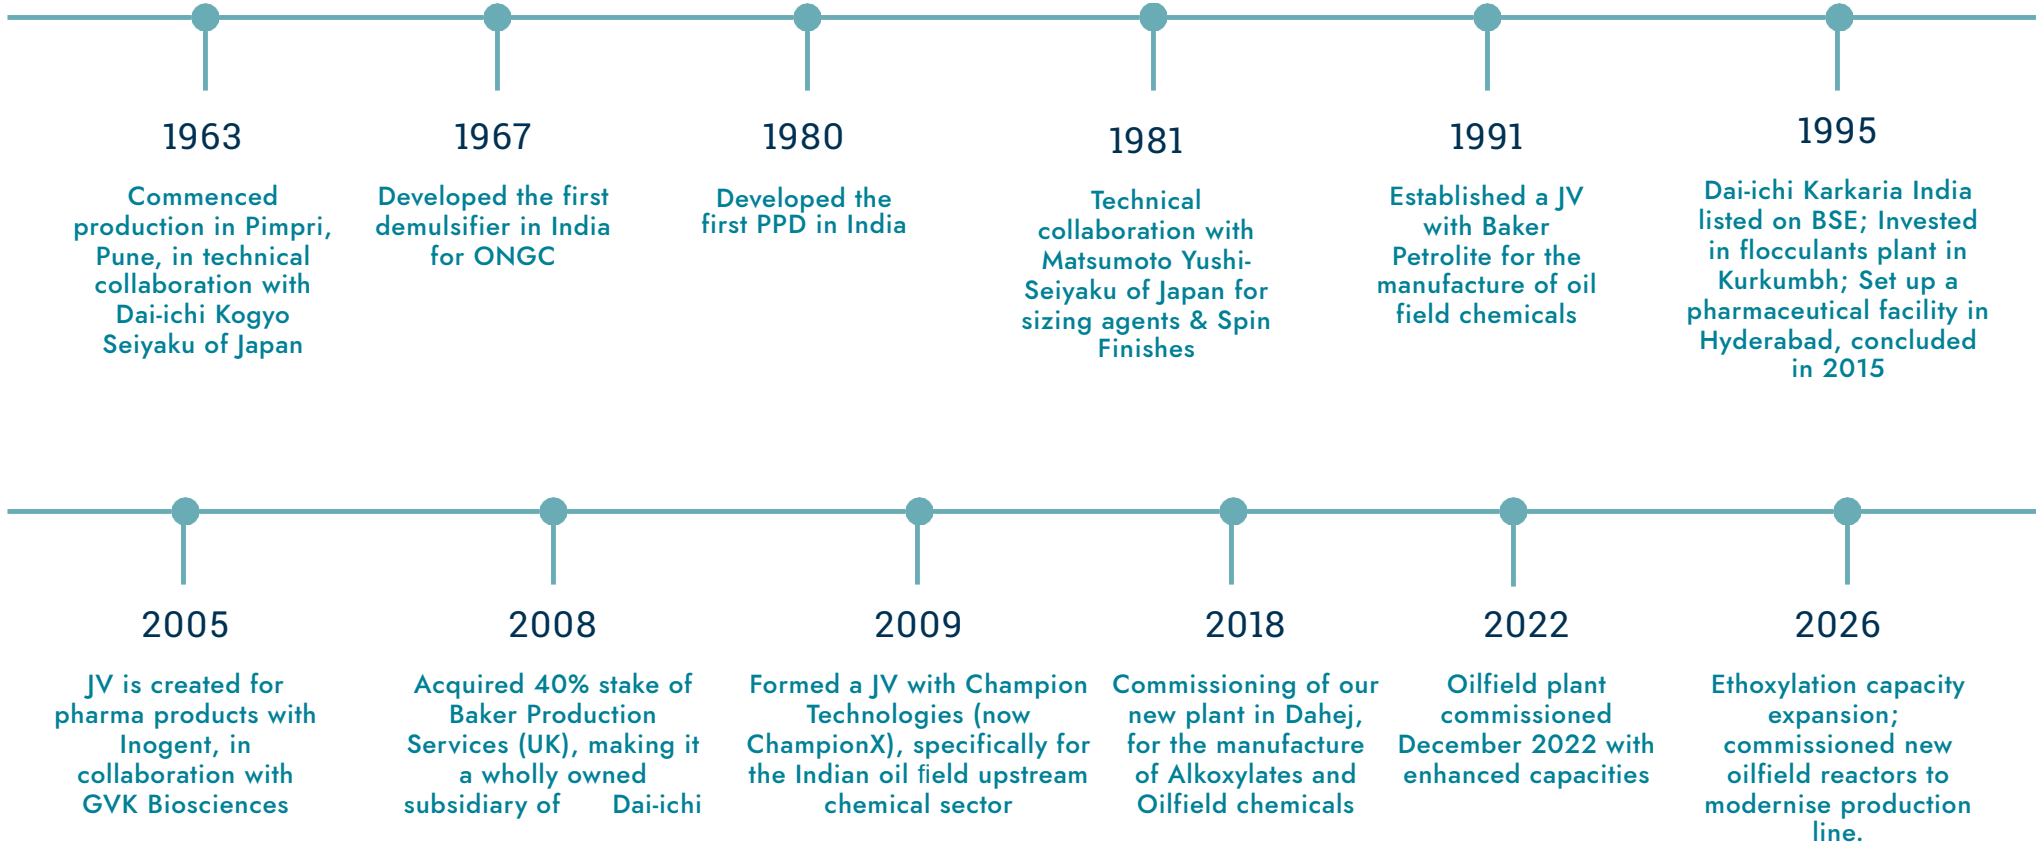 1963
Commenced
production in Pimpri,
Pune, in technical
collaboration with
Dai-ichi Kogyo
Seiyaku of Japan
1967
Developed the first
demulsifier in India
for ONGC
1980
Developed the
first PPD in India
1981
Technical
collaboration with
Matsumoto Yushi-
Seiyaku of Japan for
sizing agents & Spin
Finishes
1991
Established a JV
with Baker
Petrolite for the
manufacture of oil
field chemicals
1995
Dai-ichi Karkaria India
listed on BSE; Invested
in flocculants plant in
Kurkumbh; Set up a
pharmaceutical facility in
Hyderabad, concluded
in 2015
2005
JV is created for
pharma products with
Inogent, in
collaboration with
GVK Biosciences
2008
Acquired 40% stake of
Baker Production
Services (UK), making it
a wholly owned
subsidiary of Dai-ichi
2009
Formed a JV with Champion
Technologies (now
ChampionX), specifically for
the Indian oil field upstream
chemical sector
2018
Commissioning of our
new plant in Dahej,
for the manufacture
of Alkoxylates and
Oilfield chemicals
2022
Oilfield plant
commissioned
December 2022 with
enhanced capacities
2026
Ethoxylation capacity
expansion;
commissioned new
oilfield reactors to
modernise production
line.